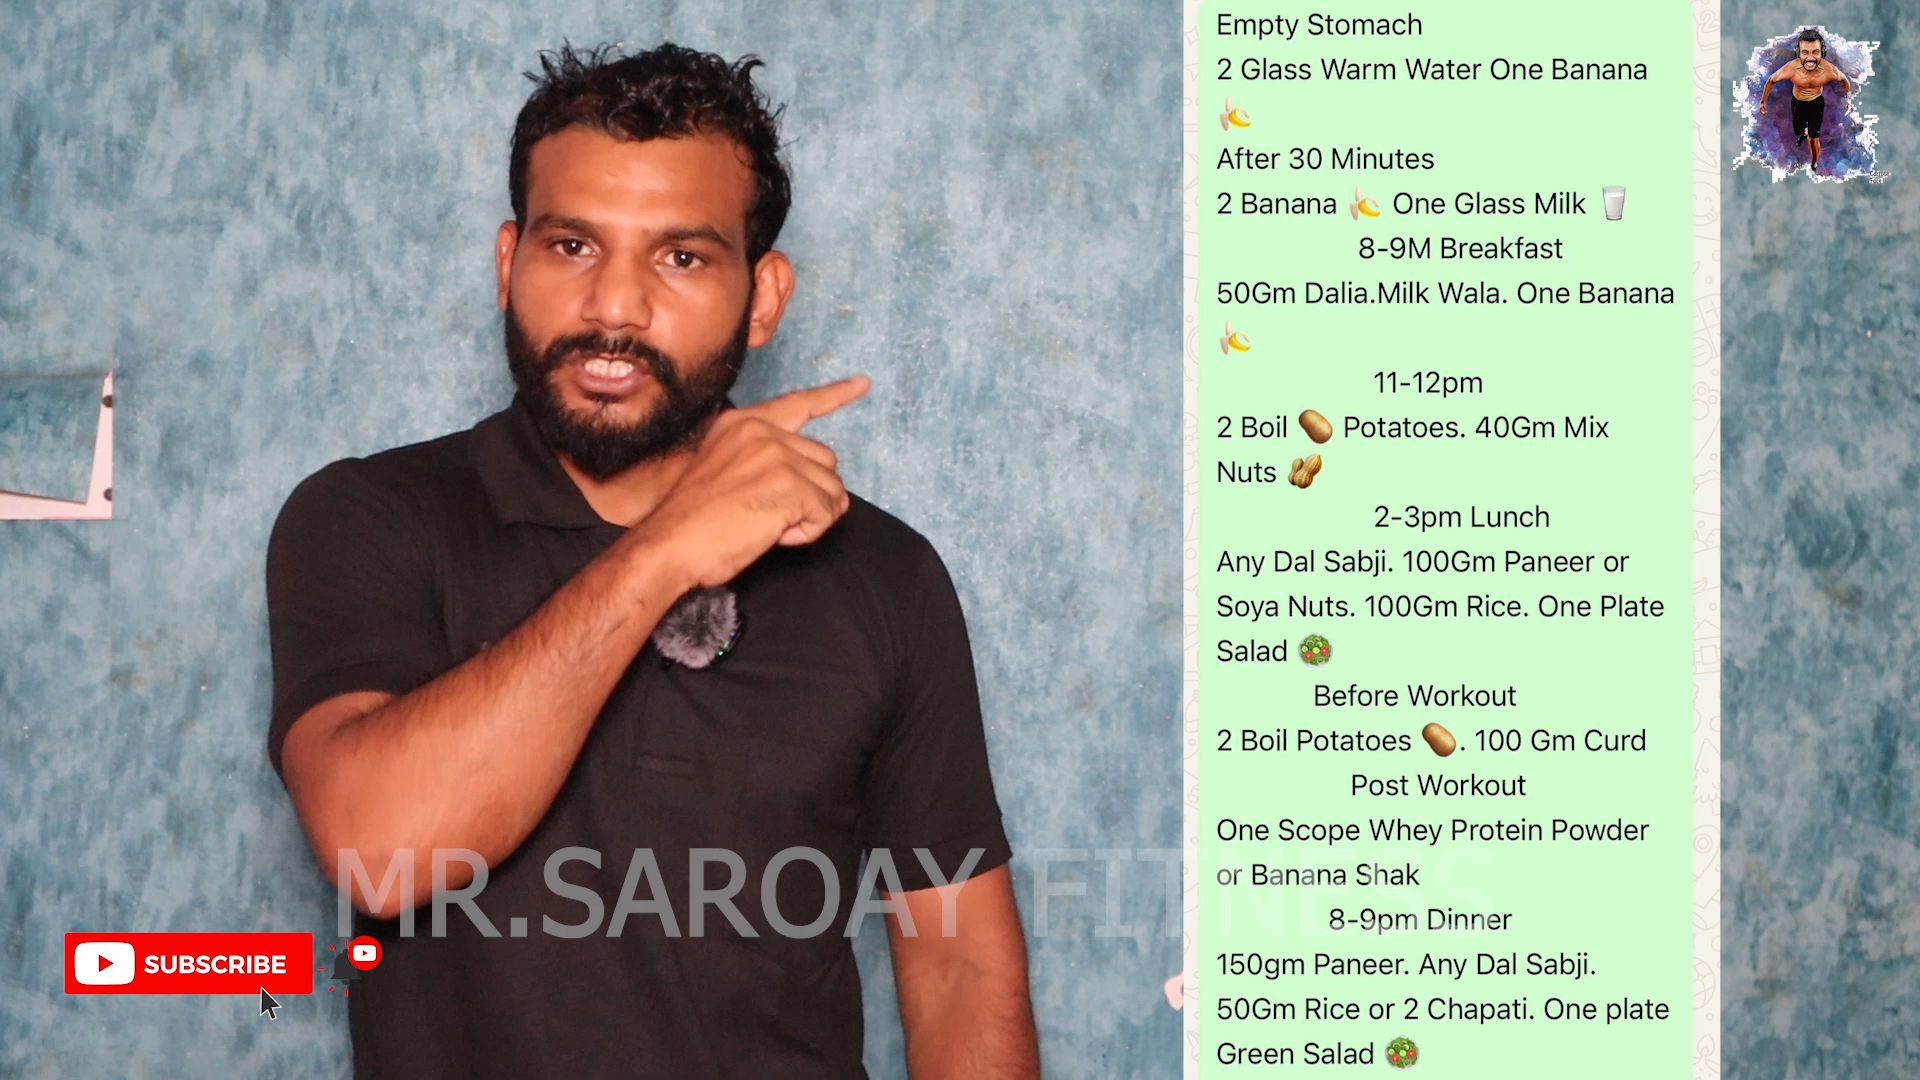 Empty Stomach
2 Glass Warm Water One Banana
🍌
After 30 Minutes
2 Banana 🍌 One Glass Milk 🥛
8-9M Breakfast
50Gm Dalia.Milk Wala. One Banana
🍌
11-12pm
2 Boil 🥔 Potatoes. 40Gm Mix
Nuts 🥜
2-3pm Lunch
Any Dal Sabji. 100Gm Paneer or
Soya Nuts. 100Gm Rice. One Plate
Salad 🥗
Before Workout
2 Boil Potatoes 🥔. 100 Gm Curd
Post Workout
One Scope Whey Protein Powder
or Banana Shak
8-9pm Dinner
150gm Paneer. Any Dal Sabji.
50Gm Rice or 2 Chapati. One plate
Green Salad 🥗
MR.SAROAY FITNESS
SUBSCRIBE